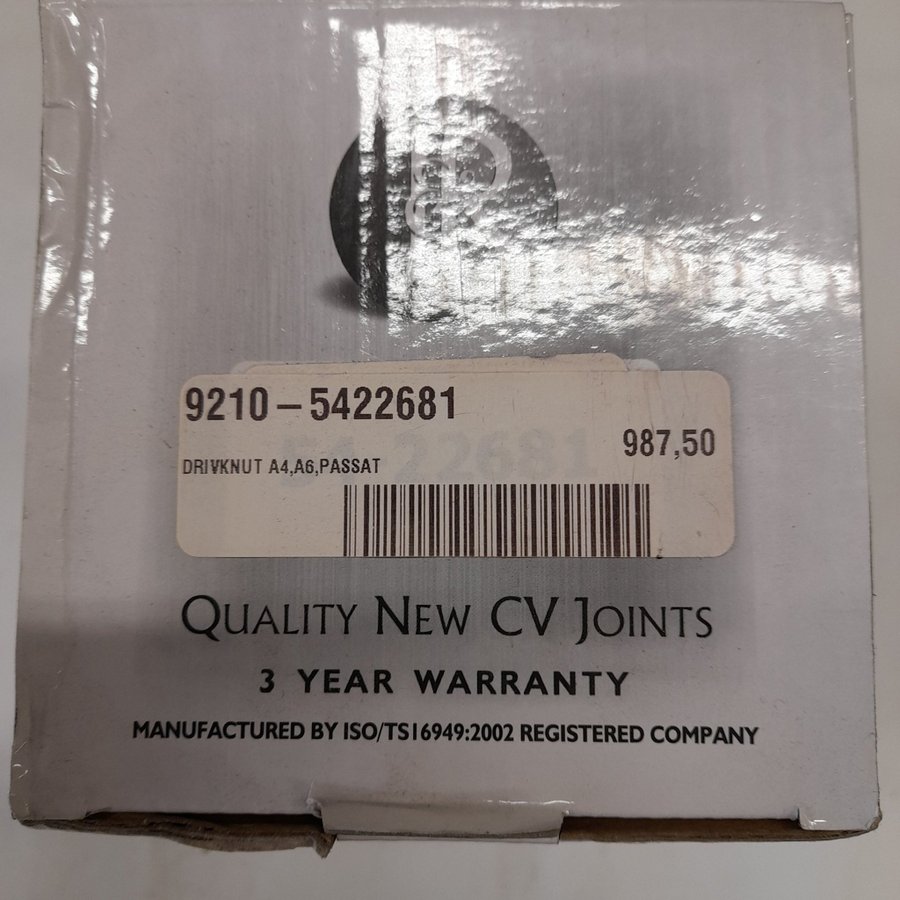 9210-5422681
987,50
DRIVKNUT A4,A6,PASSAT
5422681
QUALITY NEW CV JOINTS
3 YEAR WARRANTY
MANUFACTURED BY ISO/TS16949:2002 REGISTERED COMPANY